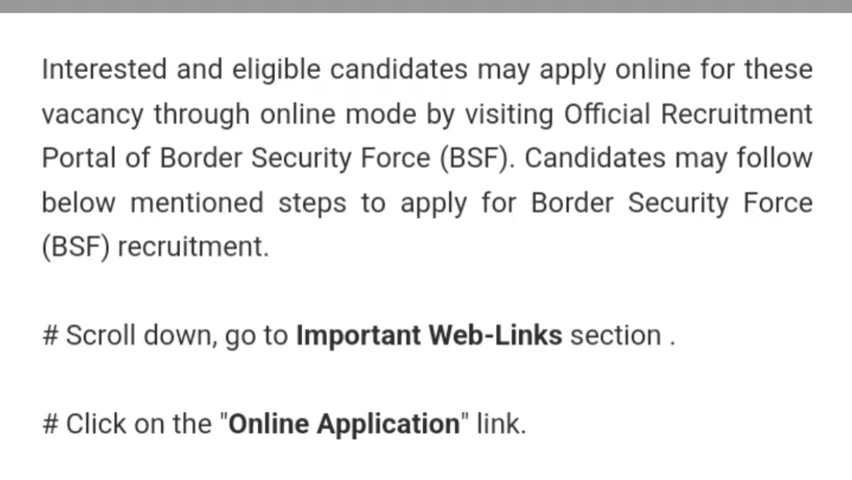 Interested and eligible candidates may apply online for these
vacancy through online mode by visiting Official Recruitment
Portal of Border Security Force (BSF). Candidates may follow
below mentioned steps to apply for Border Security Force
(BSF) recruitment.
# Scroll down, go to Important Web-Links section .
# Click on the "Online Application" link.